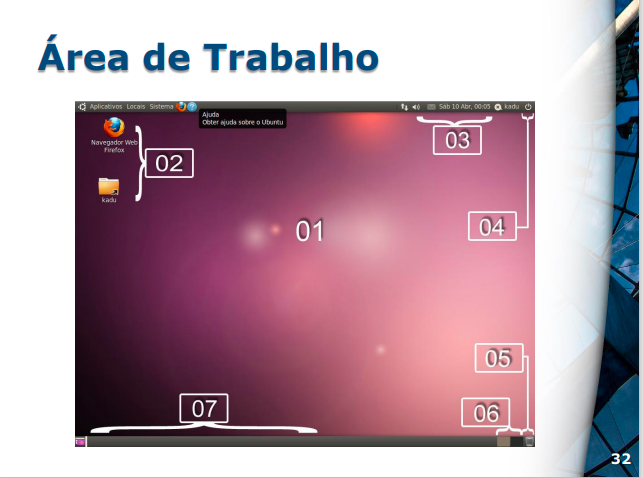 Área de Trabalho
Aplicativos Locais Sistema
Sáb 10 Abr, 00:05 kadu
Ajuda
Obter ajuda sobre o Ubuntu
Navegador Web
Firefox
kadu
01
02
03
04
05
06
07
32